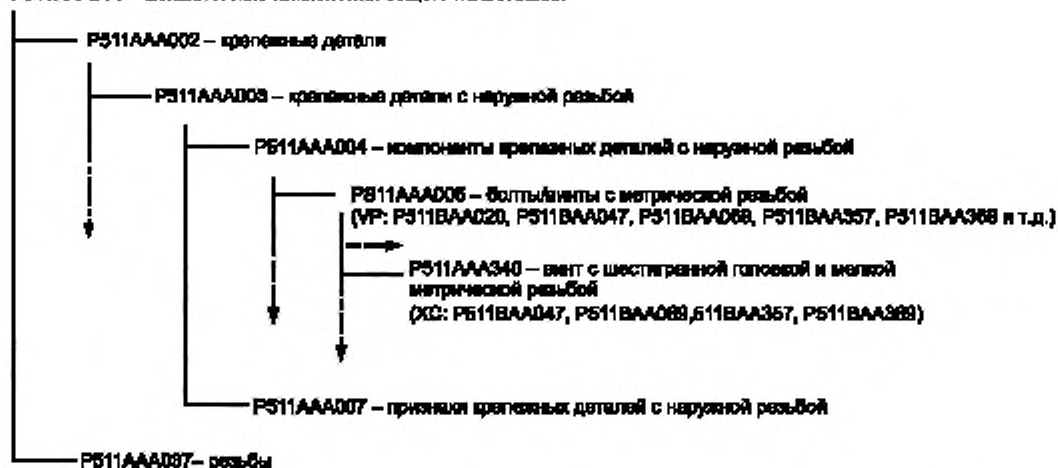 P511AAA002 – крепежные детали
P511AAA003 – крепежные детали с наружной резьбой
P511AAA004 – компоненты крепежных деталей с наружной резьбой
P511AAA005 – болты/винты с метрической резьбой
(VP: P511BAA020, P511BAA047, P511BAA069, P511BAA357, P511BAA369 и т.д.)
P511AAA340 – винт с шестигранной головкой и мелкой
метрической резьбой
(XC: P511BAA047, P511BAA069,511BAA357, P511BAA369)
P511AAA007 – признаки крепежных деталей с наружной резьбой
P511AAA037– резьбы